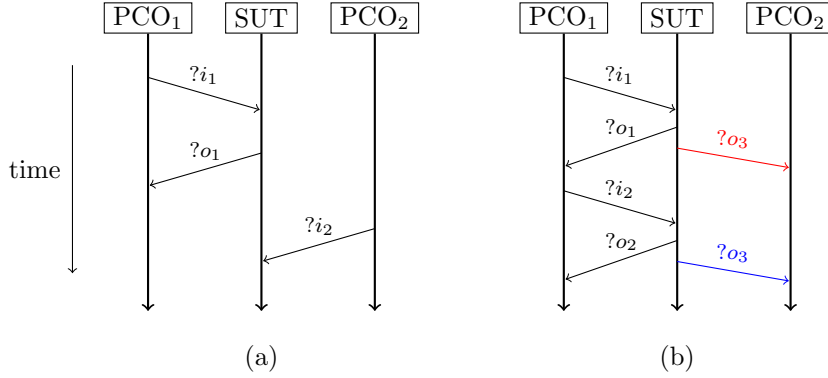 PCO₁ SUT PCO₂ PCO₁ SUT PCO₂
?i₁ ?i₁
?o₁ ?o₃
?o₁
time
?i₂
?i₂
?o₂ ?o₃
(a) (b)